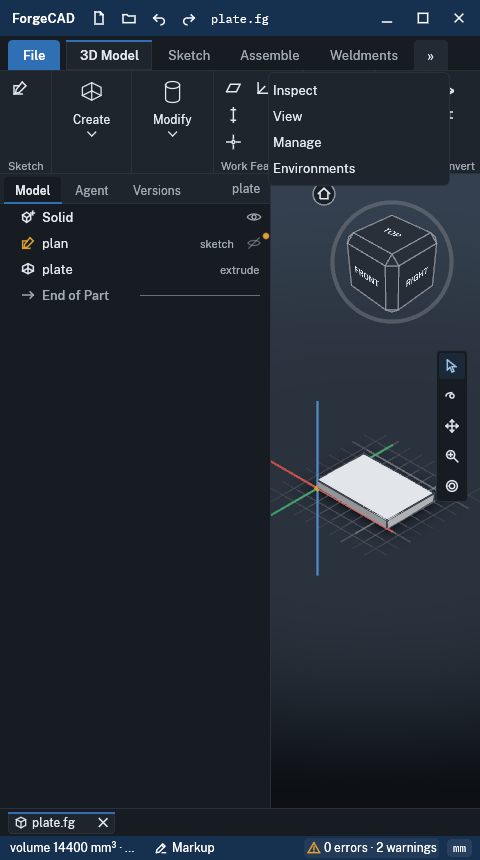 ForgeCAD plate.fg
File 3D Model Sketch Assemble Weldments »
Inspect
View
Manage
Environments
Create
Modify
Sketch
Work Fea
nvert
Model Agent Versions plate
Solid
plan sketch
plate extrude
End of Part
TOP
FRONT
RIGHT
plate.fg
volume 14400 mm³ · ... Markup 0 errors · 2 warnings mm